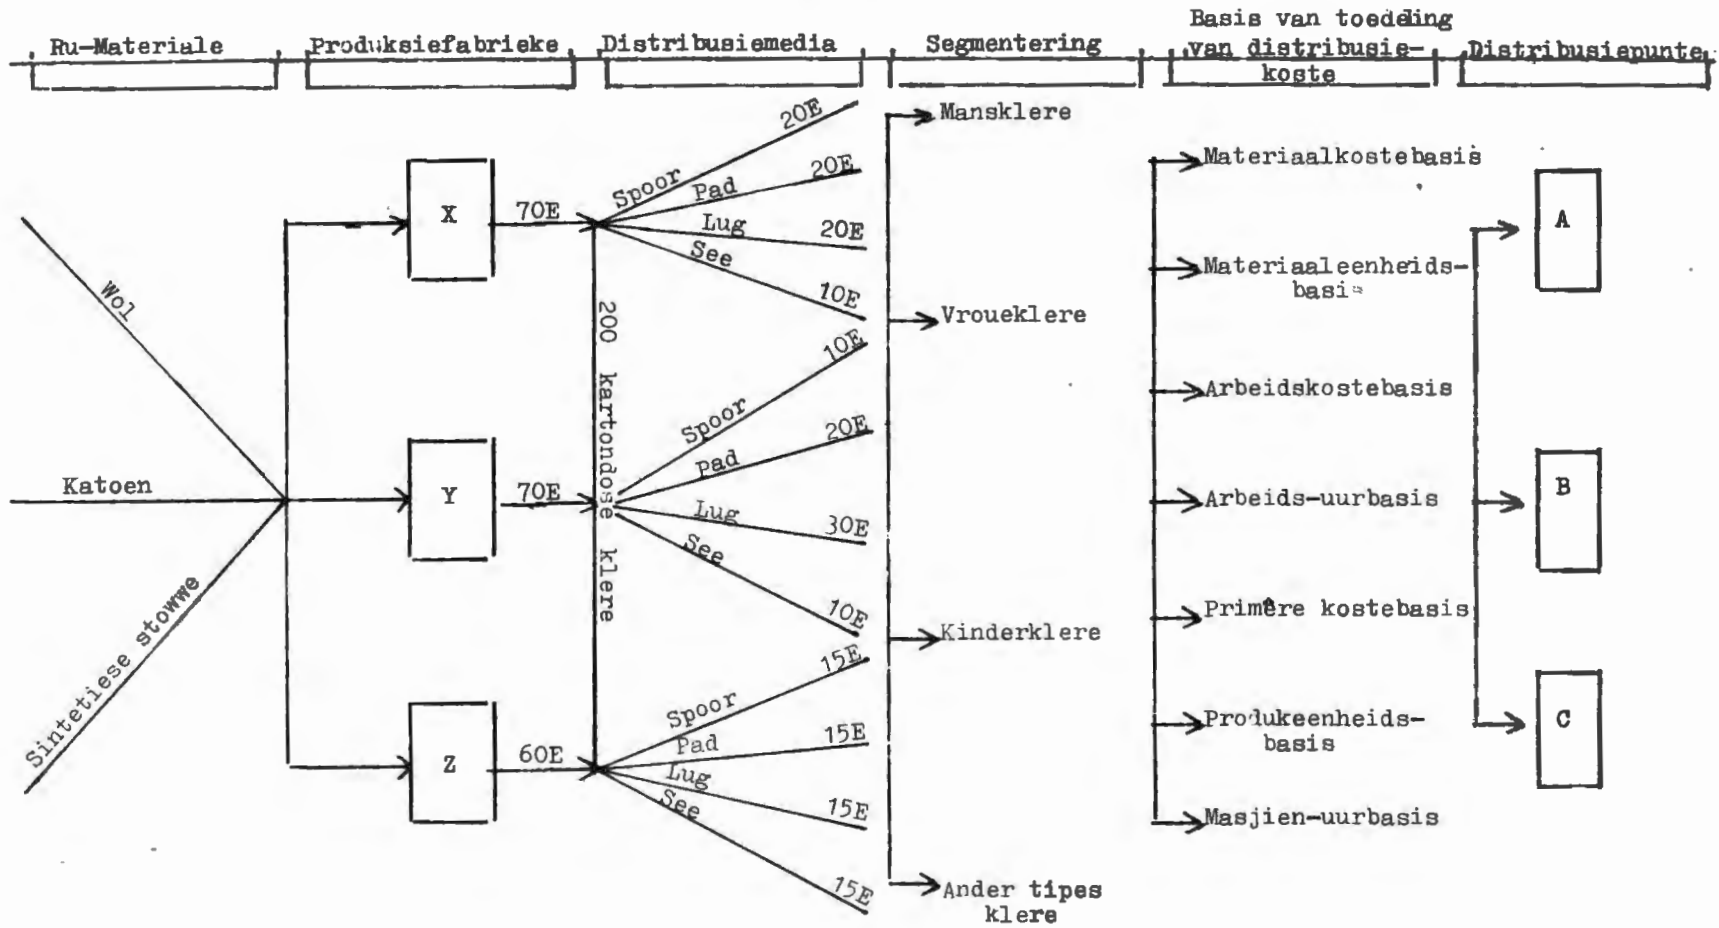 Ru-Materiale
Produksiefabrieke
Distribusiemedia
Segmentering
Basis van toedeling
van distribusie-
koste
Distribusiepunte
Wol
Katoen
Sintetiese stowwe
X
70E
Y
70E
Z
60E
200 kartondose klere
Spoor 20E
Pad 20E
Lug 20E
See 10E
Spoor 10E
Pad 20E
Lug 30E
See 10E
Spoor 15E
Pad 15E
Lug 15E
See 15E
Mansklere
Vroueklere
Kinderklere
Ander tipes
klere
Materiaalkostebasis
Materiaaleenheids-
basis
Arbeidskostebasis
Arbeids-uurbasis
Primêre kostebasis
Produkeenheids-
basis
Masjien-uurbasis
A
B
C